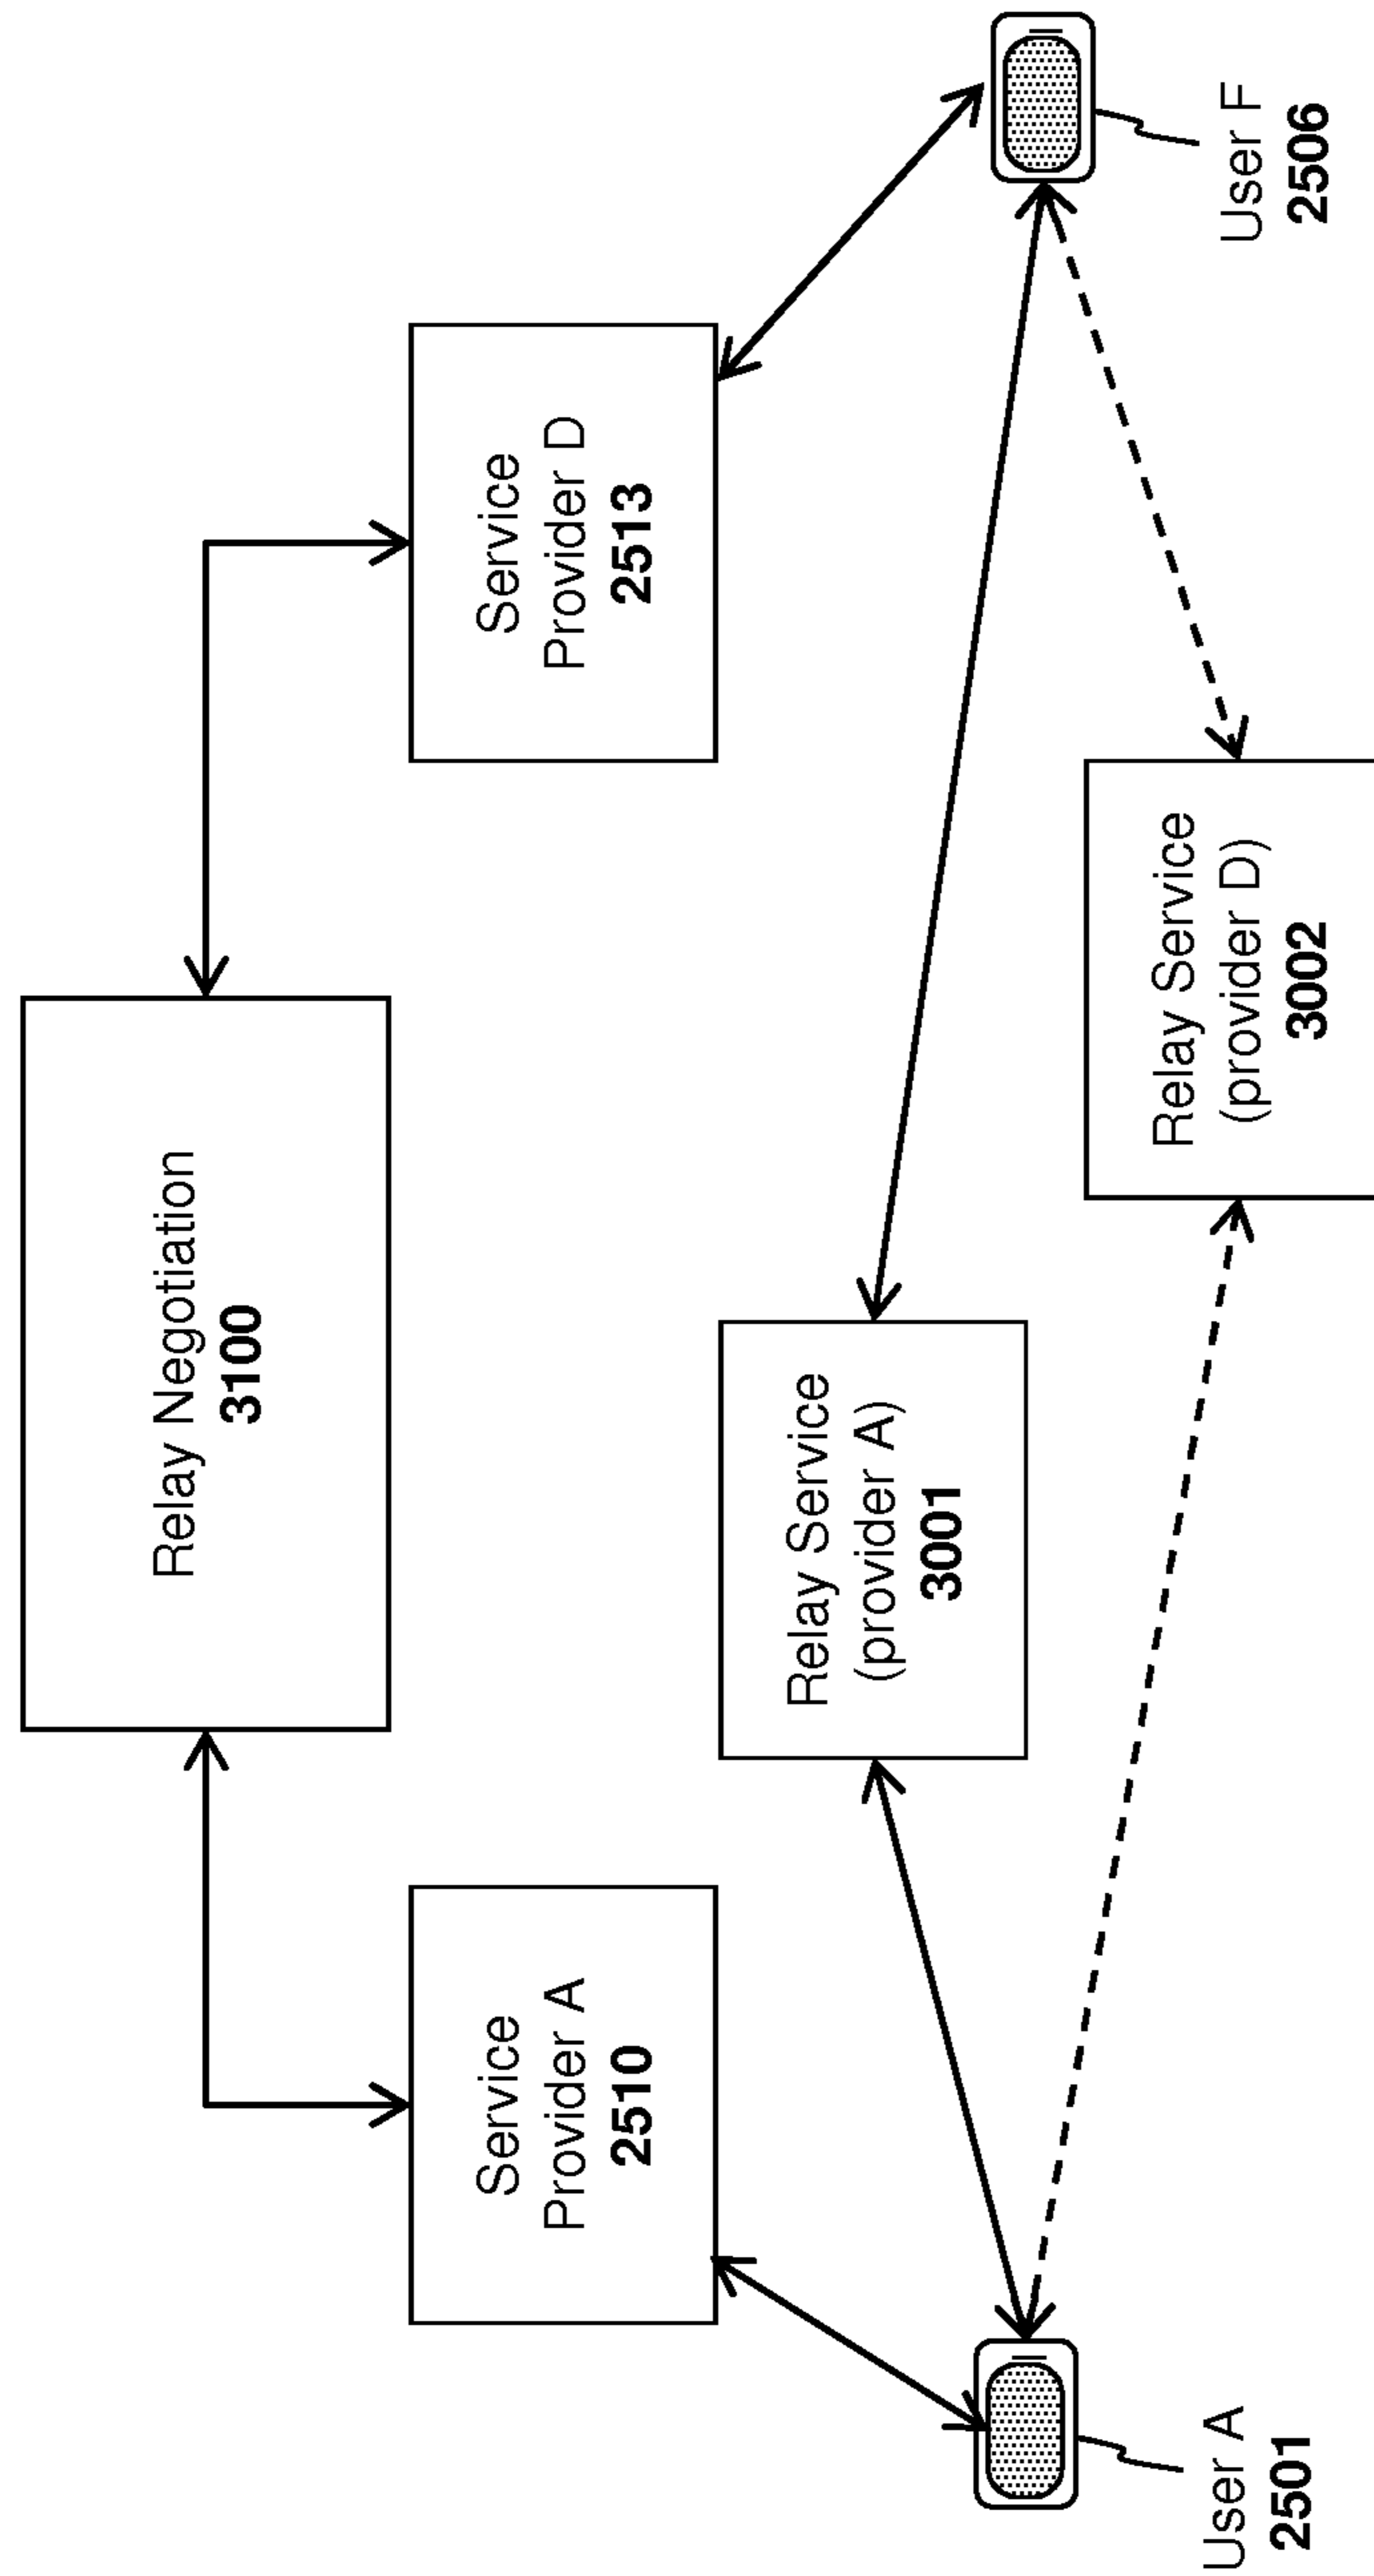 Relay Negotiation
3100
Service
Provider A
2510
Service
Provider D
2513
Relay Service
(provider A)
3001
Relay Service
(provider D)
3002
User A
2501
User F
2506